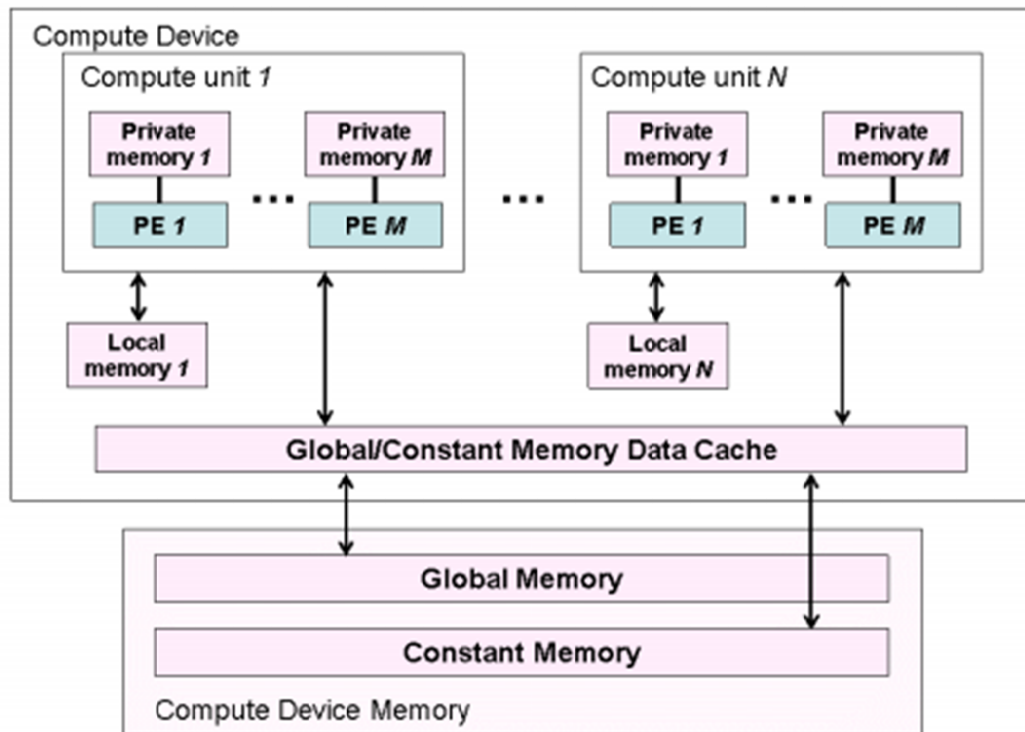 Compute Device
Compute unit 1
Compute unit N
Private
memory 1
Private
memory M
Private
memory 1
Private
memory M
...
...
...
PE 1
PE M
PE 1
PE M
Local
memory 1
Local
memory N
Global/Constant Memory Data Cache
Global Memory
Constant Memory
Compute Device Memory